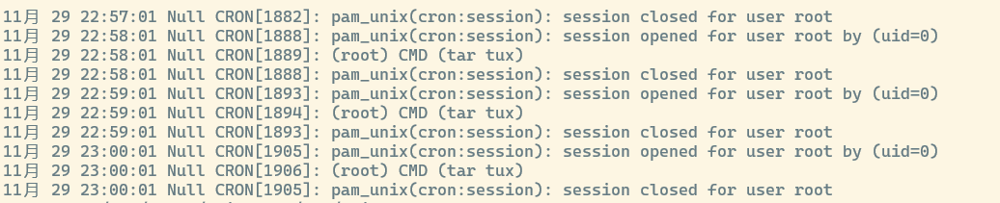 11月 29 22:57:01 Null CRON[1882]: pam_unix(cron:session): session closed for user root
11月 29 22:58:01 Null CRON[1888]: pam_unix(cron:session): session opened for user root by (uid=0)
11月 29 22:58:01 Null CRON[1889]: (root) CMD (tar tux)
11月 29 22:58:01 Null CRON[1888]: pam_unix(cron:session): session closed for user root
11月 29 22:59:01 Null CRON[1893]: pam_unix(cron:session): session opened for user root by (uid=0)
11月 29 22:59:01 Null CRON[1894]: (root) CMD (tar tux)
11月 29 22:59:01 Null CRON[1893]: pam_unix(cron:session): session closed for user root
11月 29 23:00:01 Null CRON[1905]: pam_unix(cron:session): session opened for user root by (uid=0)
11月 29 23:00:01 Null CRON[1906]: (root) CMD (tar tux)
11月 29 23:00:01 Null CRON[1905]: pam_unix(cron:session): session closed for user root